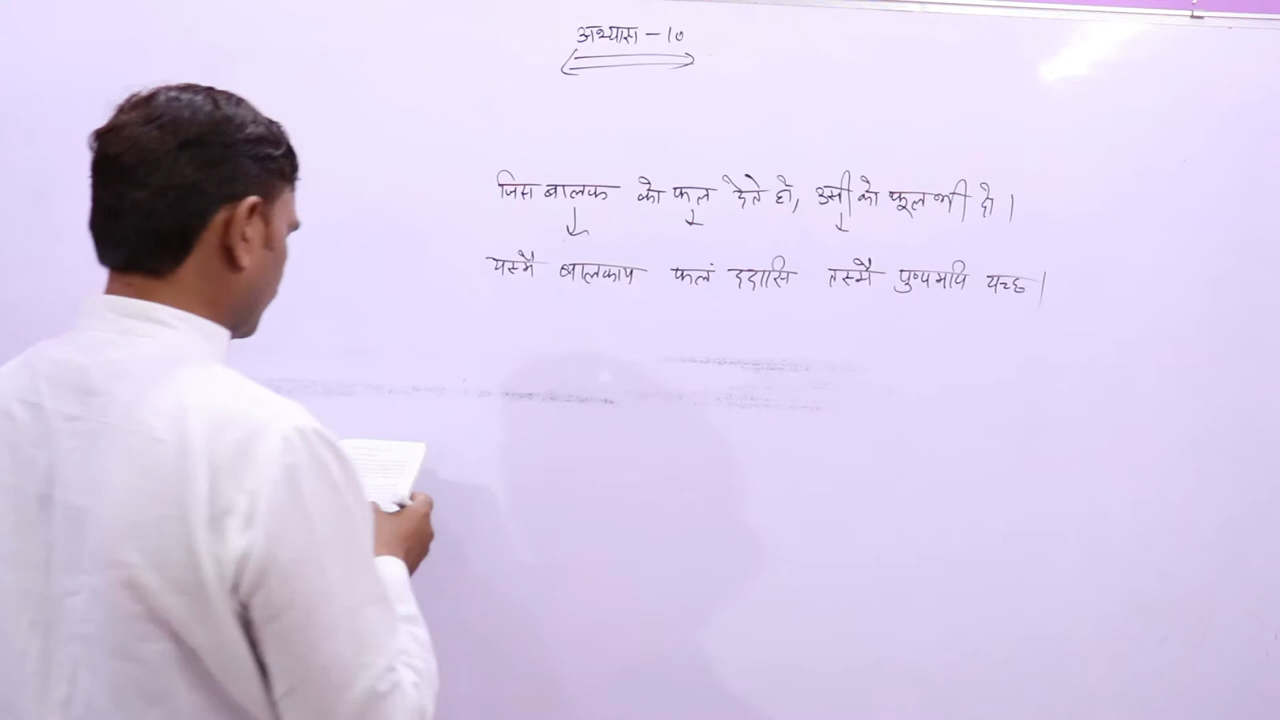 अभ्यास - 10
जिस बालक को फल देते हो, उसी को फूल भी दो ।
यस्मै बालकाय फलं ददासि तस्मै पुष्पमपि यच्छ ।